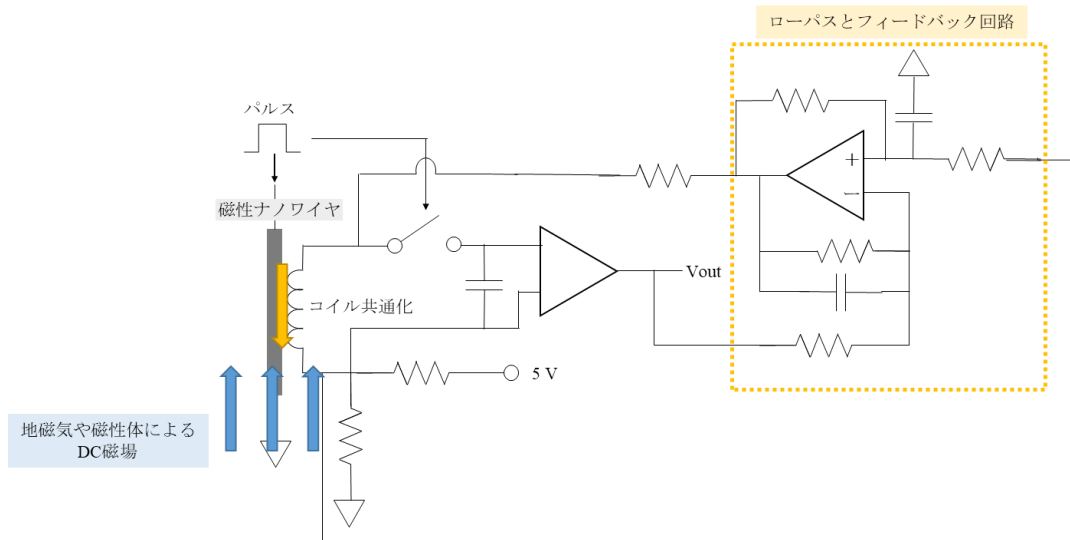 ローパスとフィードバック回路
パルス
磁性ナノワイヤ
コイル共通化
Vout
5 V
地磁気や磁性体による
DC磁場
+
−